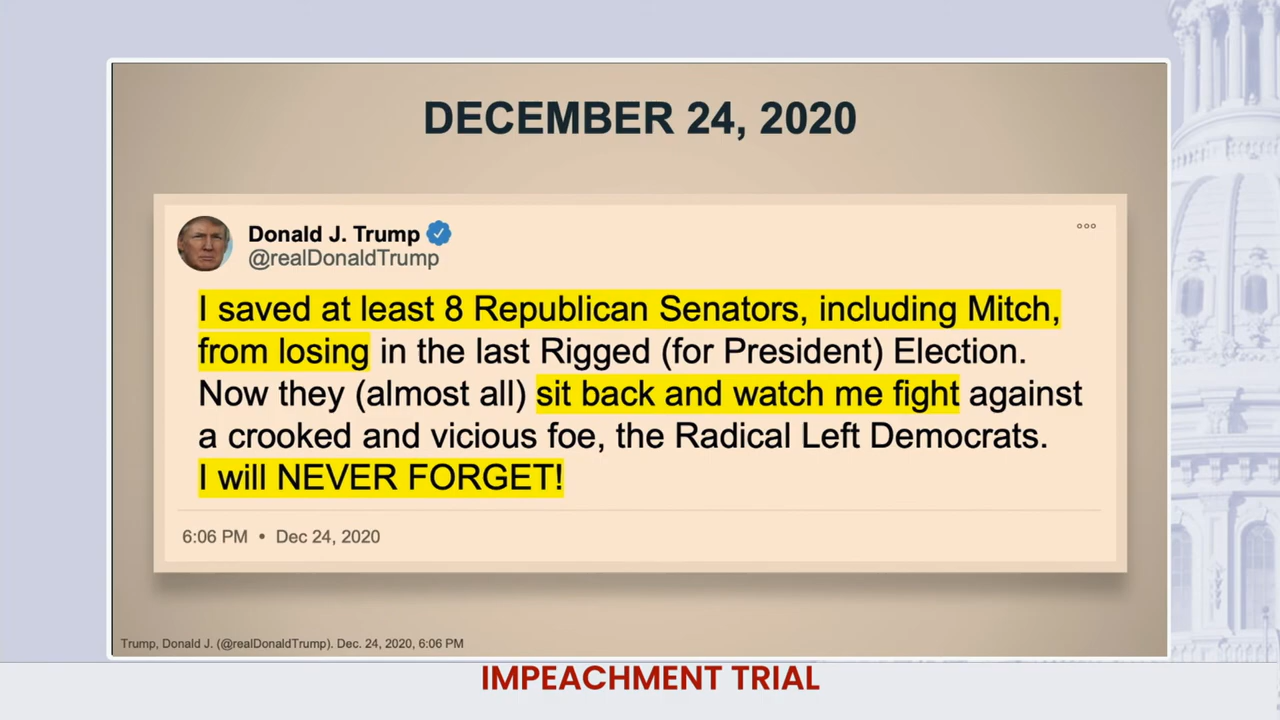 DECEMBER 24, 2020
Donald J. Trump
@realDonaldTrump
I saved at least 8 Republican Senators, including Mitch,
from losing in the last Rigged (for President) Election.
Now they (almost all) sit back and watch me fight against
a crooked and vicious foe, the Radical Left Democrats.
I will NEVER FORGET!
6:06 PM • Dec 24, 2020
Trump, Donald J. (@realDonaldTrump). Dec. 24, 2020, 6:06 PM
IMPEACHMENT TRIAL